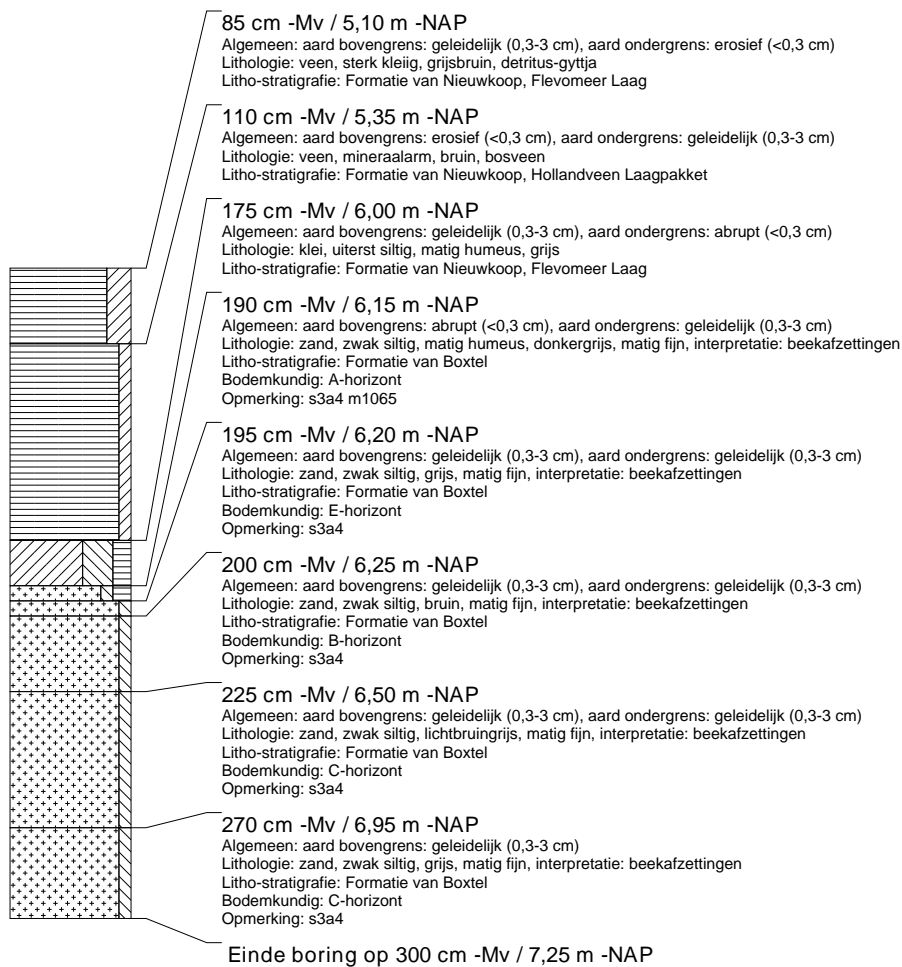 85 cm -Mv / 5,10 m -NAP
Algemeen: aard bovengrens: geleidelijk (0,3-3 cm), aard ondergrens: erosief (<0,3 cm)
Lithologie: veen, sterk kleiig, grijsbruin, detritus-gyttja
Litho-stratigrafie: Formatie van Nieuwkoop, Flevomeer Laag
110 cm -Mv / 5,35 m -NAP
Algemeen: aard bovengrens: erosief (<0,3 cm), aard ondergrens: geleidelijk (0,3-3 cm)
Lithologie: veen, mineraalarm, bruin, bosveen
Litho-stratigrafie: Formatie van Nieuwkoop, Hollandveen Laagpakket
175 cm -Mv / 6,00 m -NAP
Algemeen: aard bovengrens: geleidelijk (0,3-3 cm), aard ondergrens: abrupt (<0,3 cm)
Lithologie: klei, uiterst siltig, matig humeus, grijs
Litho-stratigrafie: Formatie van Nieuwkoop, Flevomeer Laag
190 cm -Mv / 6,15 m -NAP
Algemeen: aard bovengrens: abrupt (<0,3 cm), aard ondergrens: geleidelijk (0,3-3 cm)
Lithologie: zand, zwak siltig, matig humeus, donkergrijs, matig fijn, interpretatie: beekafzettingen
Litho-stratigrafie: Formatie van Boxtel
Bodemkundig: A-horizont
Opmerking: s3a4 m1065
195 cm -Mv / 6,20 m -NAP
Algemeen: aard bovengrens: geleidelijk (0,3-3 cm), aard ondergrens: geleidelijk (0,3-3 cm)
Lithologie: zand, zwak siltig, grijs, matig fijn, interpretatie: beekafzettingen
Litho-stratigrafie: Formatie van Boxtel
Bodemkundig: E-horizont
Opmerking: s3a4
200 cm -Mv / 6,25 m -NAP
Algemeen: aard bovengrens: geleidelijk (0,3-3 cm), aard ondergrens: geleidelijk (0,3-3 cm)
Lithologie: zand, zwak siltig, bruin, matig fijn, interpretatie: beekafzettingen
Litho-stratigrafie: Formatie van Boxtel
Bodemkundig: B-horizont
Opmerking: s3a4
225 cm -Mv / 6,50 m -NAP
Algemeen: aard bovengrens: geleidelijk (0,3-3 cm), aard ondergrens: geleidelijk (0,3-3 cm)
Lithologie: zand, zwak siltig, lichtbruingrijs, matig fijn, interpretatie: beekafzettingen
Litho-stratigrafie: Formatie van Boxtel
Bodemkundig: C-horizont
Opmerking: s3a4
270 cm -Mv / 6,95 m -NAP
Algemeen: aard bovengrens: geleidelijk (0,3-3 cm)
Lithologie: zand, zwak siltig, grijs, matig fijn, interpretatie: beekafzettingen
Litho-stratigrafie: Formatie van Boxtel
Bodemkundig: C-horizont
Opmerking: s3a4
Einde boring op 300 cm -Mv / 7,25 m -NAP